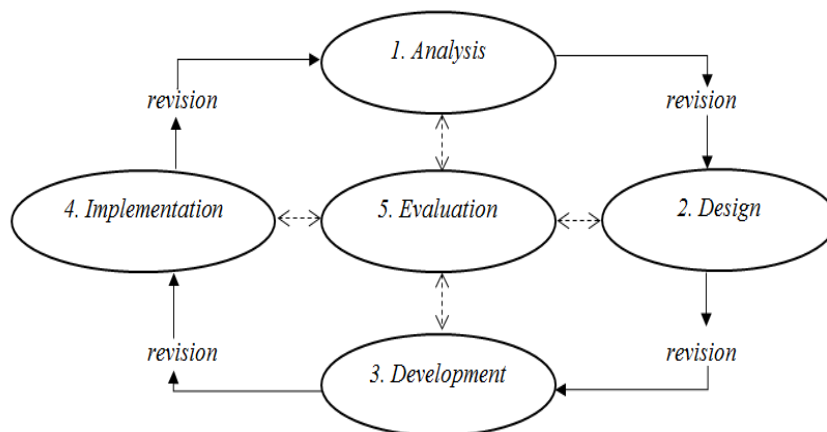 1. Analysis
revision
revision
4. Implementation
5. Evaluation
2. Design
revision
revision
3. Development